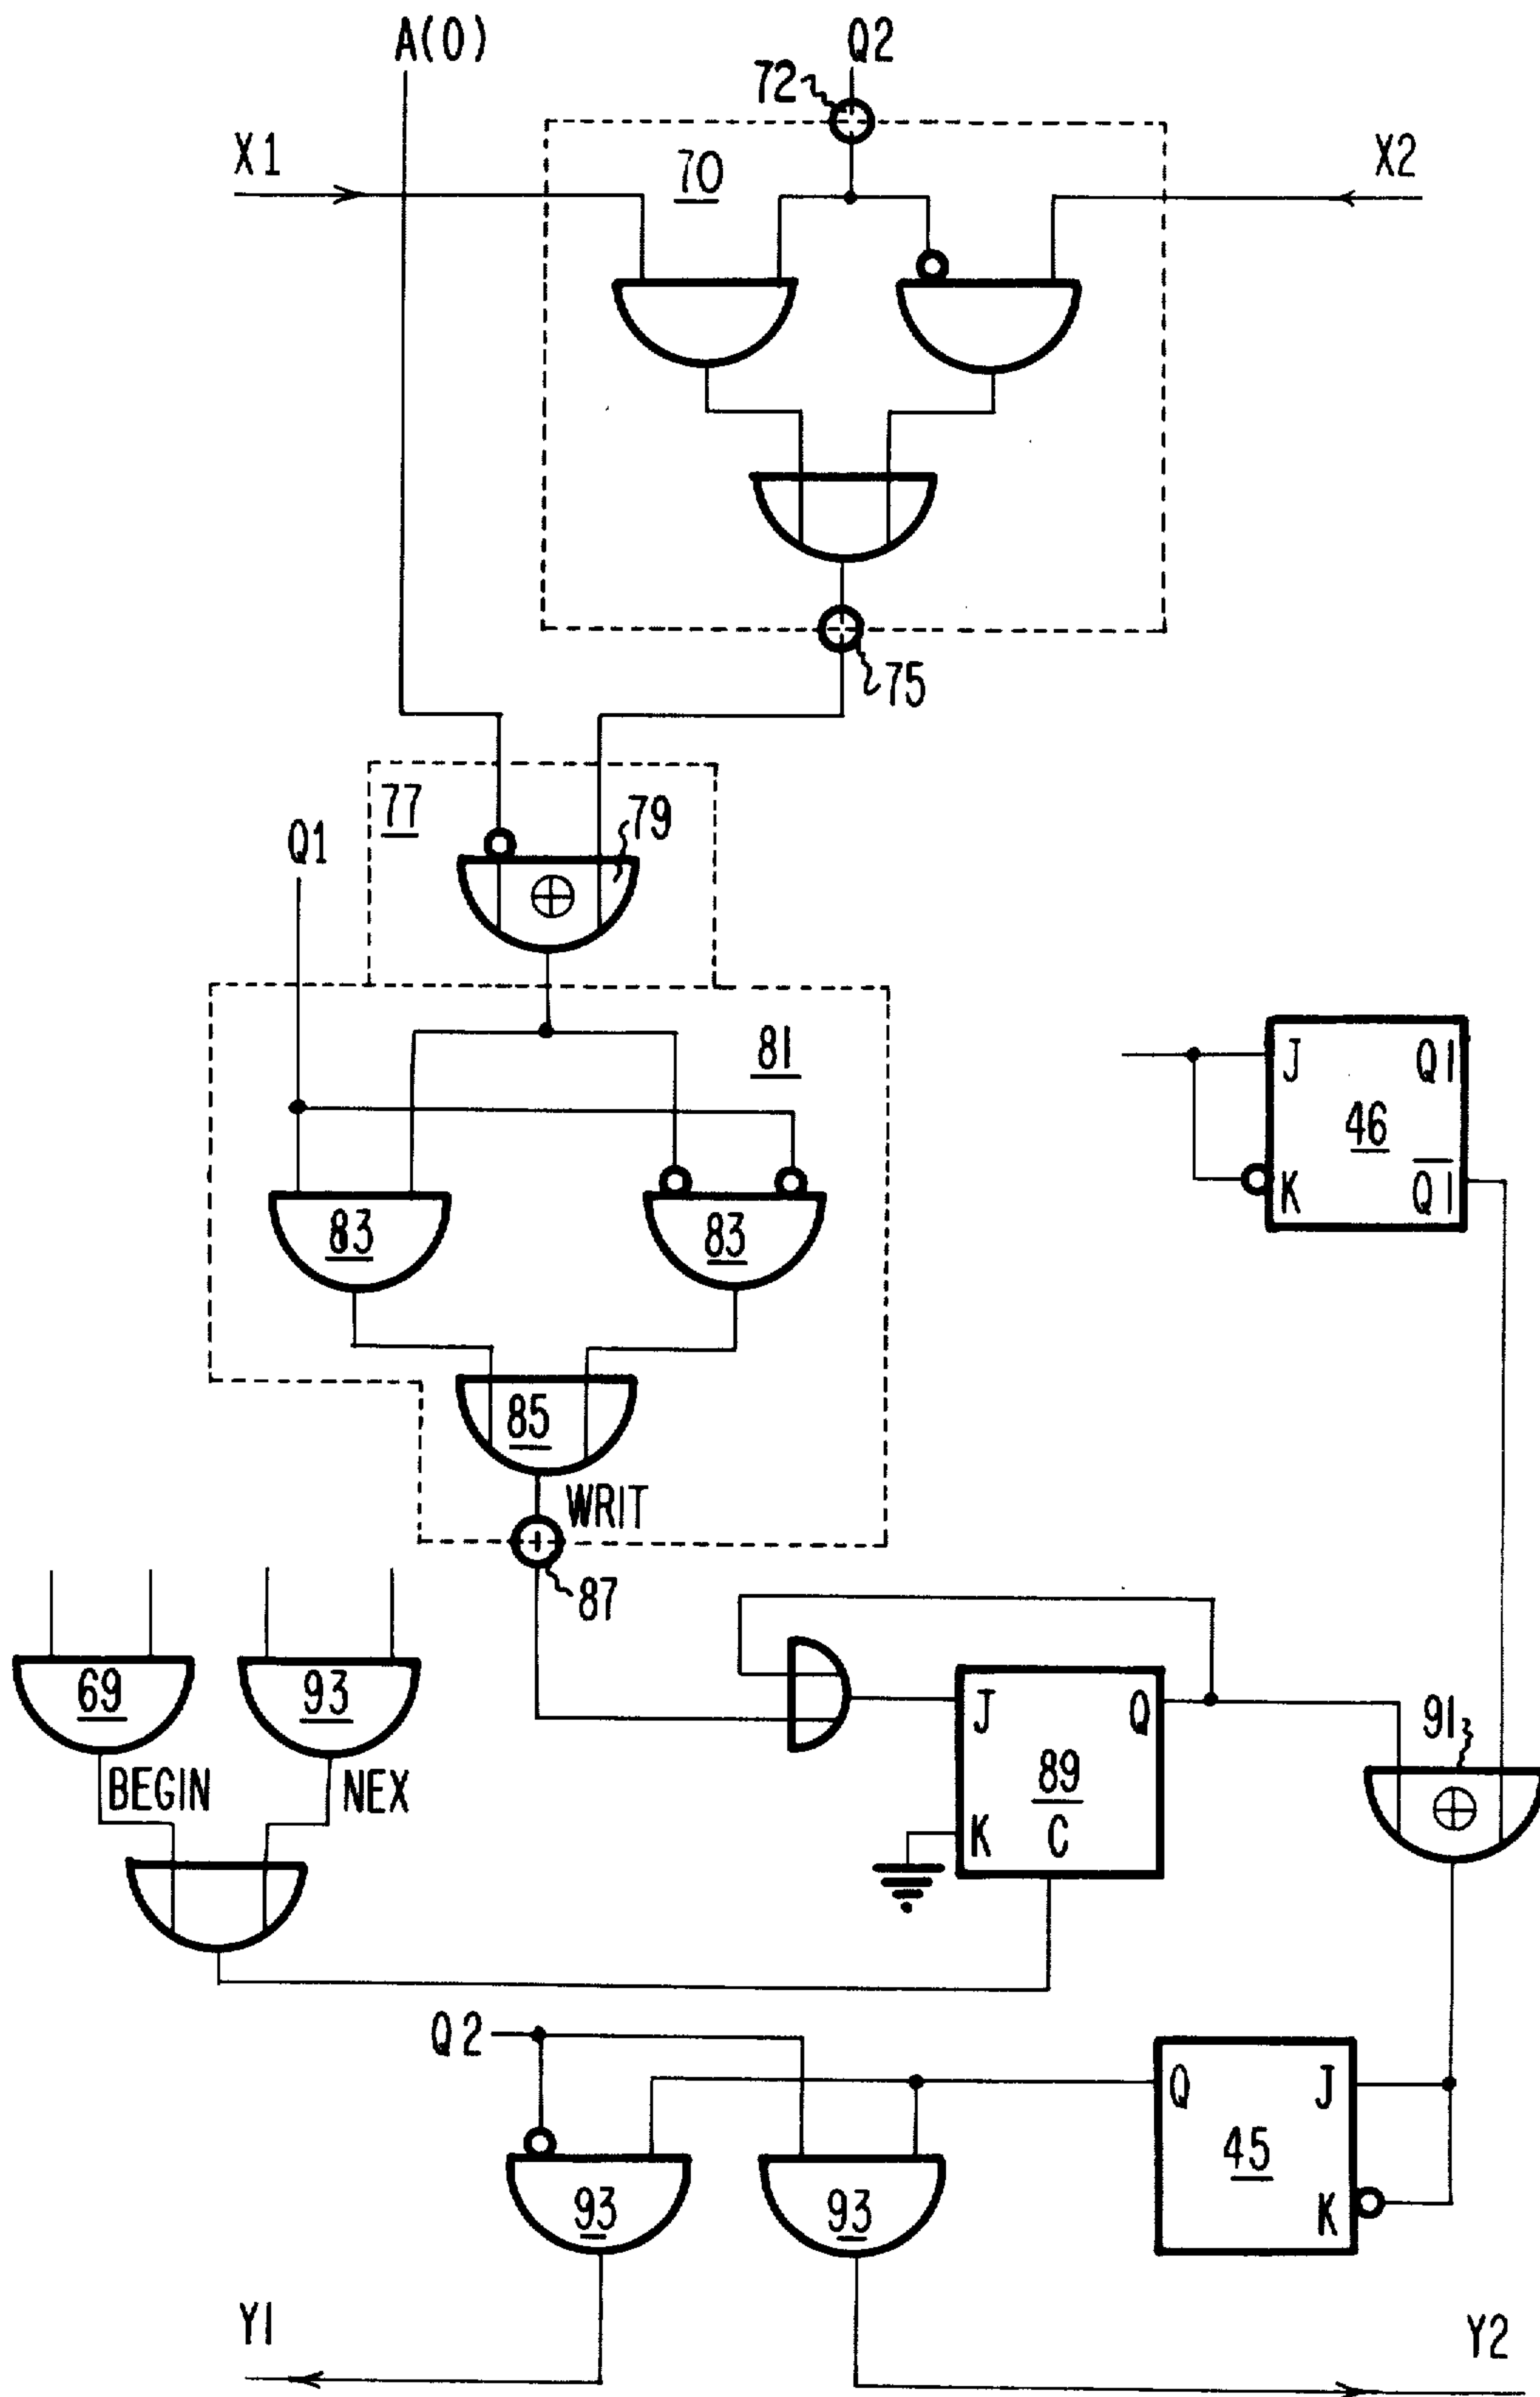 A(0)
Q2
72
X1
70
X2
75
77
79
Q1
81
J Q1
46
K Q1
83
83
85
WRIT
87
69
93
BEGIN
NEX
J Q
89
K C
91
Q2
Q J
45
K
93
93
Y1
Y2